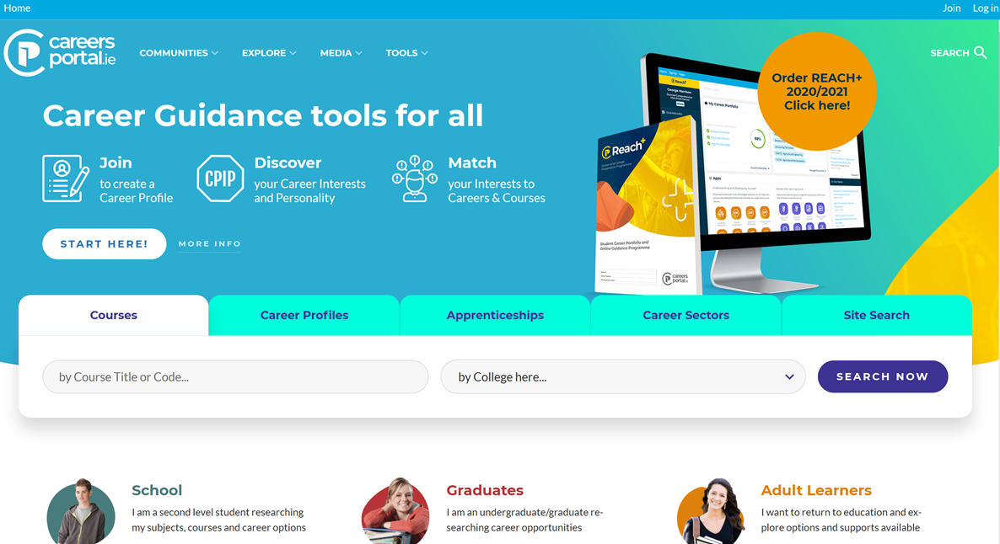 Home
Join
Log in
careers
portal.ie
COMMUNITIES
EXPLORE
MEDIA
TOOLS
SEARCH
Order REACH+
2020/2021
Click here!
Career Guidance tools for all
Join
to create a
Career Profile
CPIP
Discover
your Career Interests
and Personality
Match
your Interests to
Careers & Courses
START HERE!
MORE INFO
Reach+
George Harrison
My Career Portfolio
69%
Apps
Reach+
Student Career Portfolio and
Online Guidance Programme
careers
portal.ie
Courses
Career Profiles
Apprenticeships
Career Sectors
Site Search
by Course Title or Code...
by College here...
SEARCH NOW
School
I am a second level student researching
my subjects, courses and career options
Graduates
I am an undergraduate/graduate re-
searching career opportunities
Adult Learners
I want to return to education and ex-
plore options and supports available